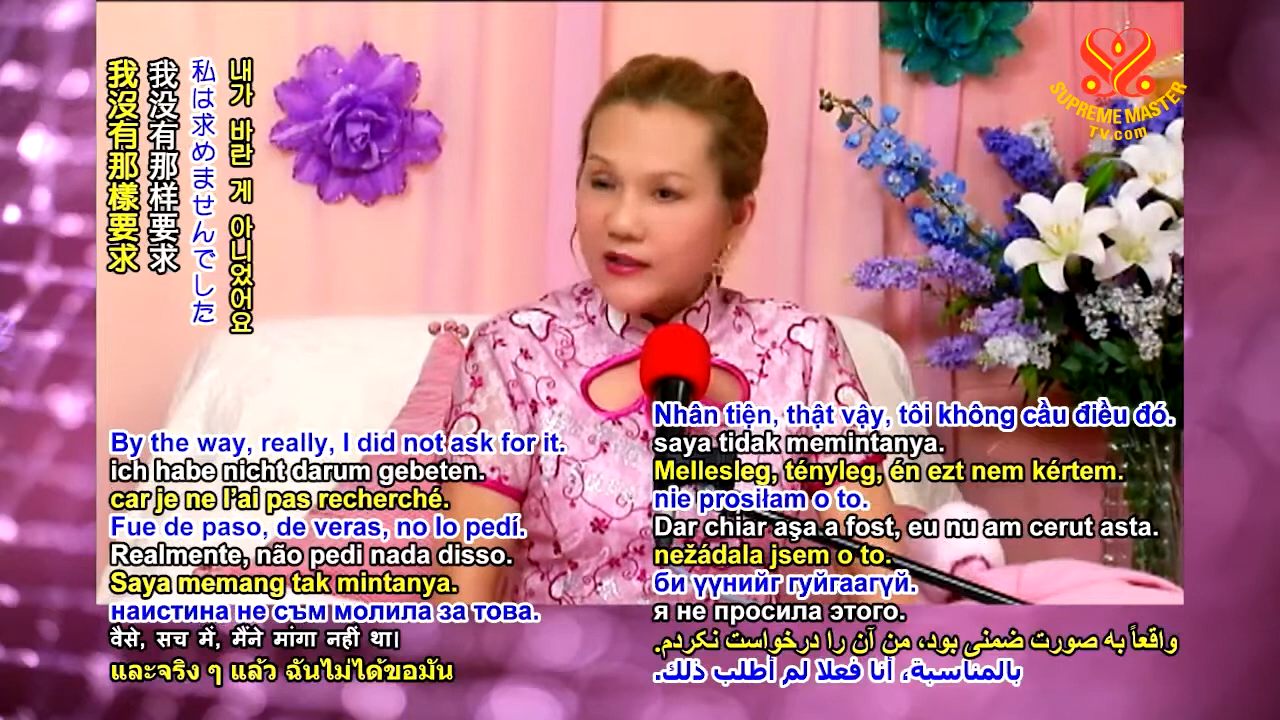 我沒有那樣要求
我没有那样要求
私は求めませんでした
내가 바란 게 아니었어요
SUPREME MASTER
TV.com
By the way, really, I did not ask for it.
ich habe nicht darum gebeten.
car je ne l'ai pas recherché.
Fue de paso, de veras, no lo pedí.
Realmente, não pedi nada disso.
Saya memang tak mintanya.
наистина не съм молила за това.
वैसे, सच में, मैंने मांगा नहीं था।
และจริง ๆ แล้ว ฉันไม่ได้ขอมัน
Nhân tiện, thật vậy, tôi không cầu điều đó.
saya tidak memintanya.
Mellesleg, tényleg, én ezt nem kértem.
nie prosiłam o to.
Dar chiar aşa a fost, eu nu am cerut asta.
nežádala jsem o to.
би үүнийг гуйгаагүй.
я не просила этого.
واقعاً به صورت ضمنی بود، من آن را درخواست نکردم.
بالمناسبة، أنا فعلا لم أطلب ذلك.